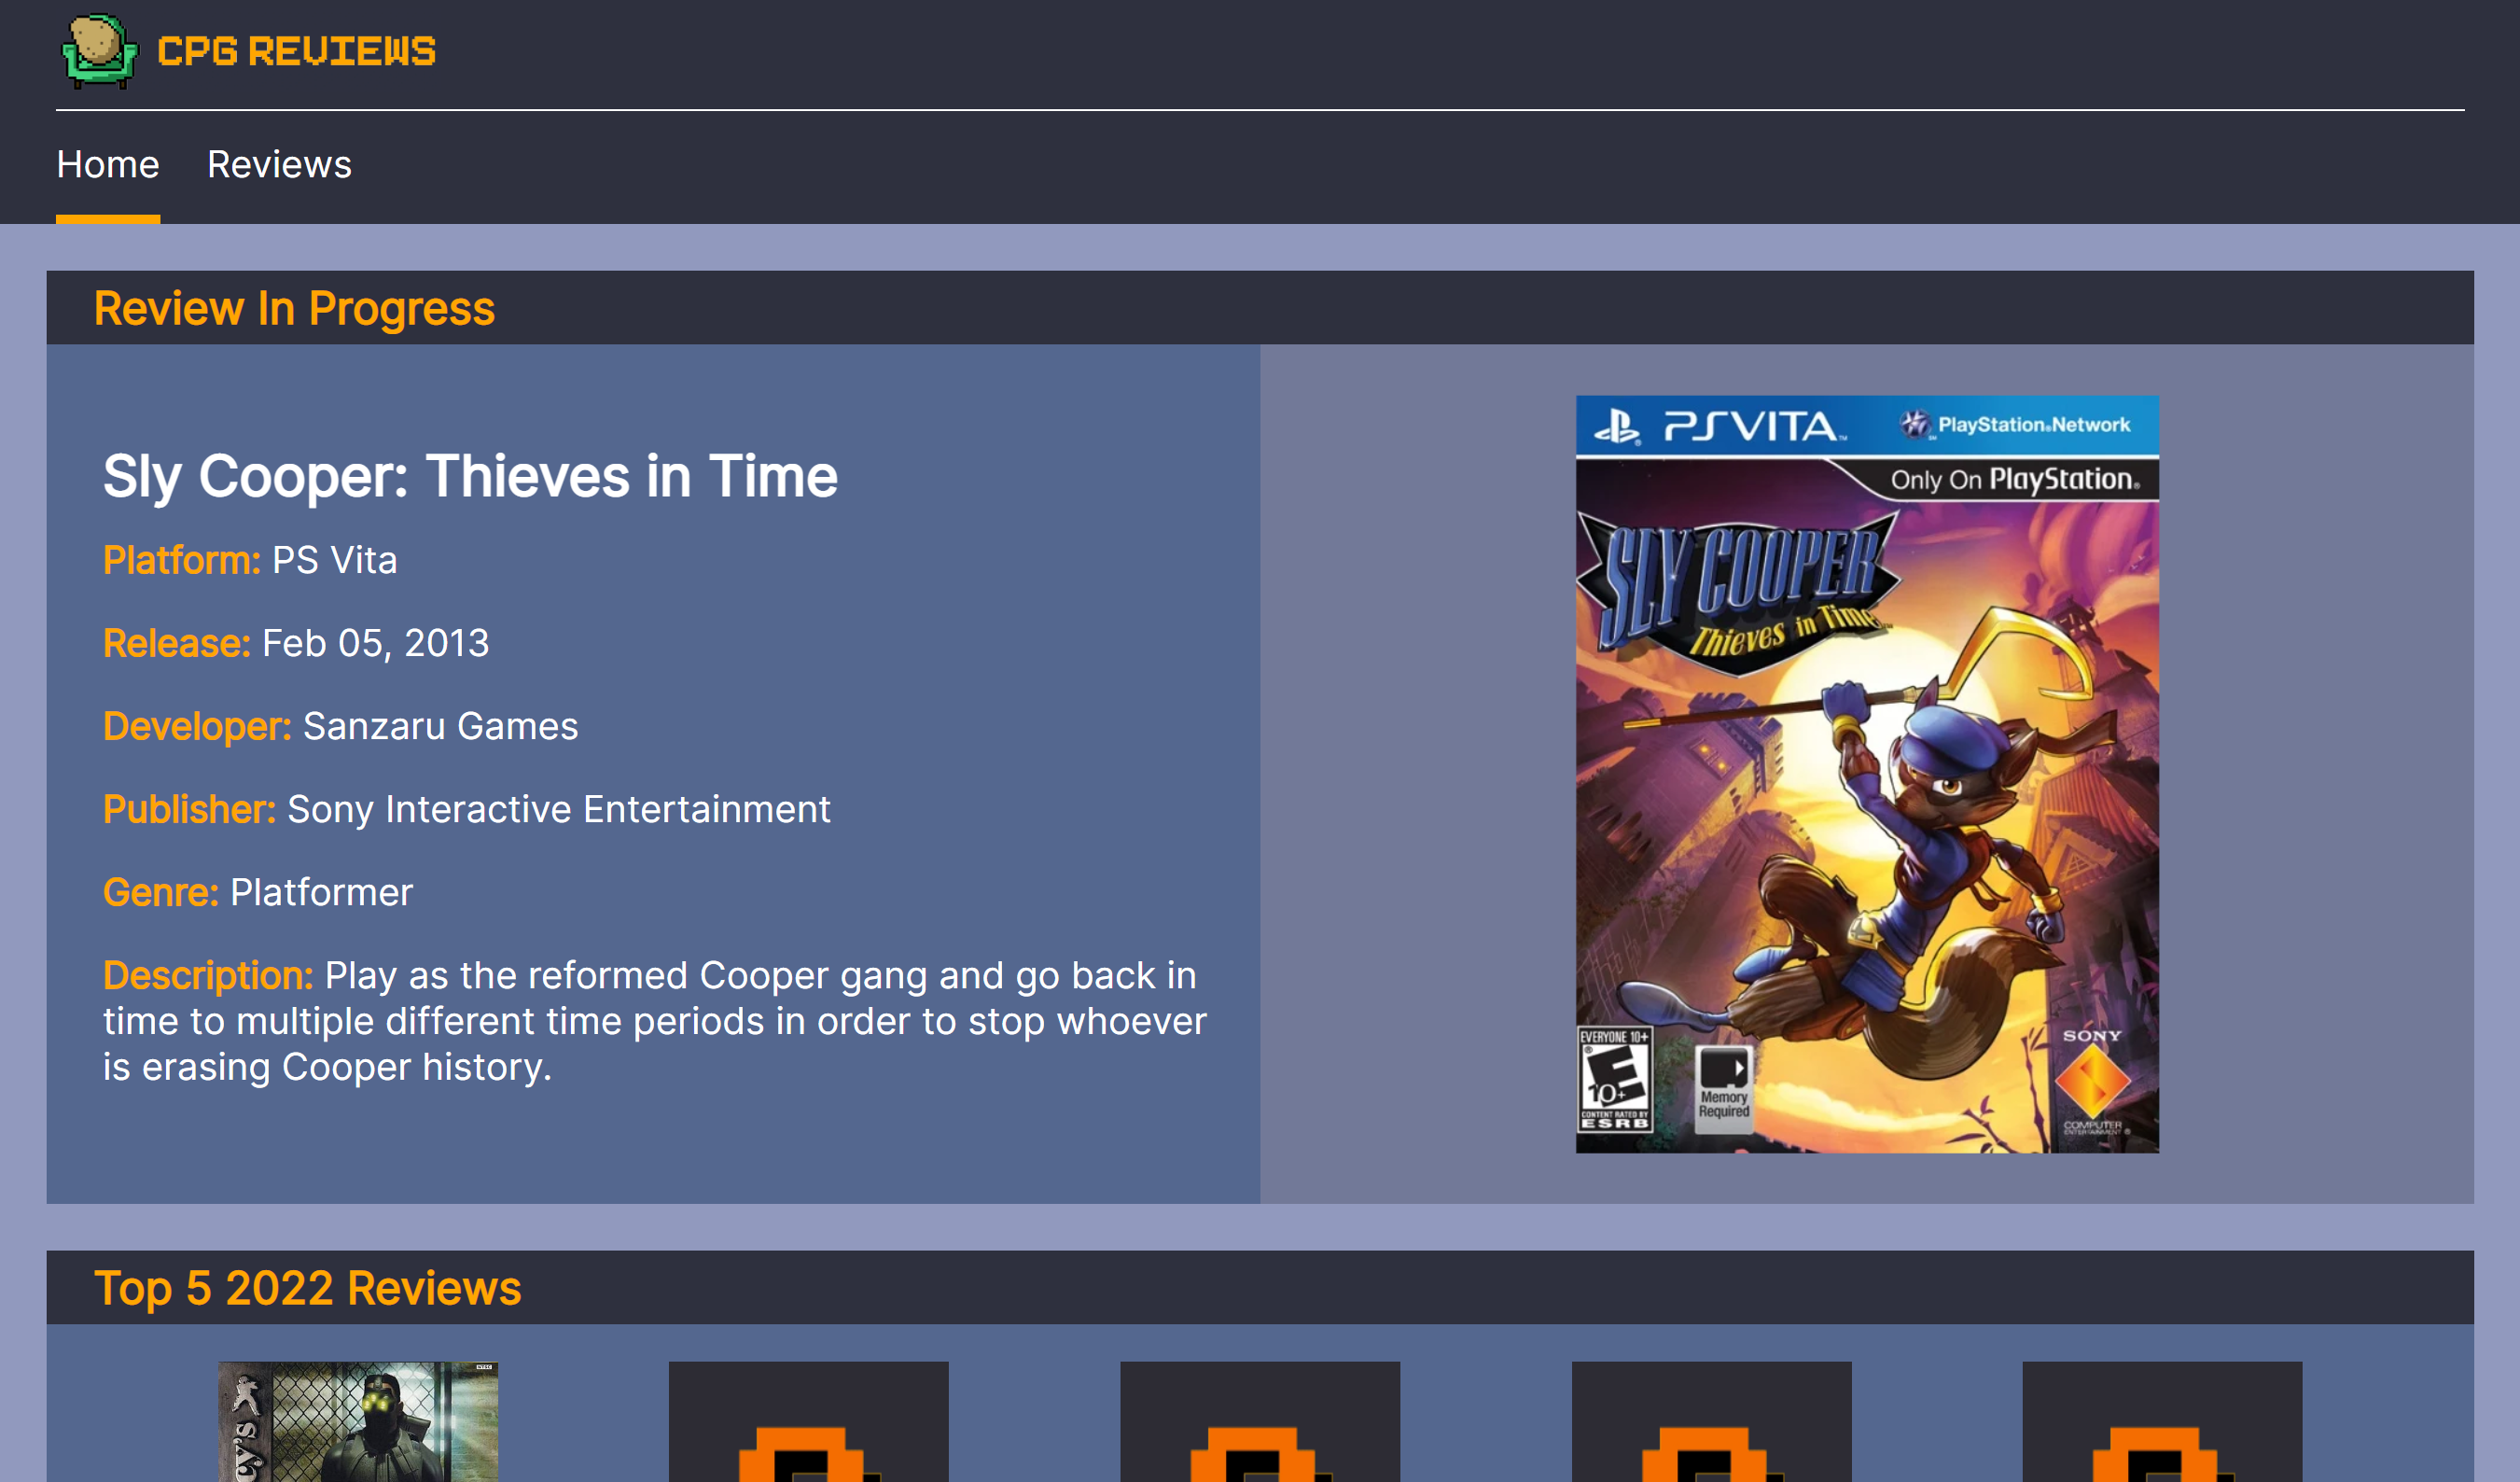 CPG REVIEWS
Home Reviews
Review In Progress
Sly Cooper: Thieves in Time
Platform: PS Vita
Release: Feb 05, 2013
Developer: Sanzaru Games
Publisher: Sony Interactive Entertainment
Genre: Platformer
Description: Play as the reformed Cooper gang and go back in
time to multiple different time periods in order to stop whoever
is erasing Cooper history.
PSVITA™ PlayStation®Network
Only On PlayStation®
SLY COOPER
Thieves in Time™
EVERYONE 10+
E
10+
CONTENT RATED BY
ESRB
Memory
Required
SONY
COMPUTER
ENTERTAINMENT®
Top 5 2022 Reviews
cy's
NTSC